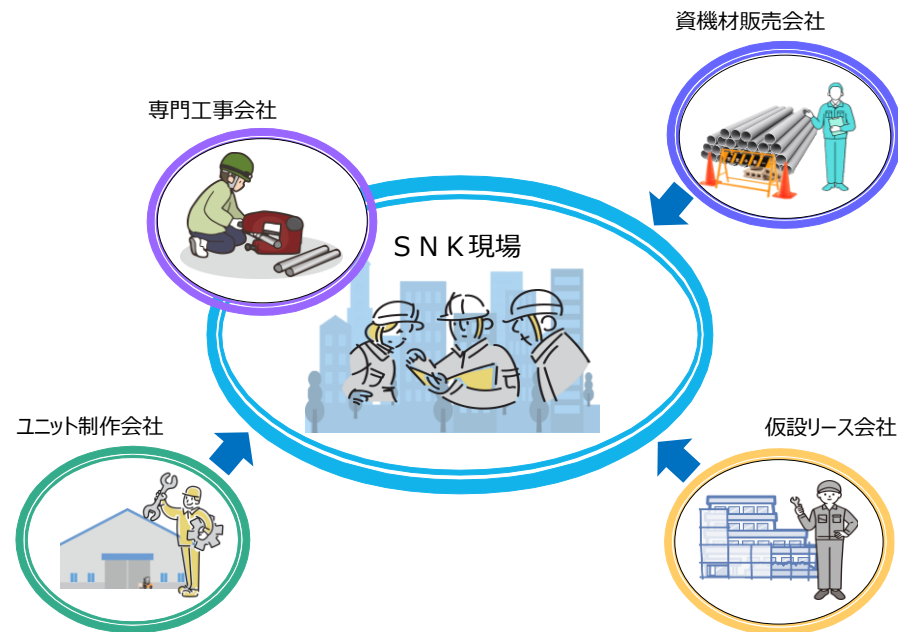 資機材販売会社
専門工事会社
ＳＮＫ現場
ユニット制作会社
仮設リース会社